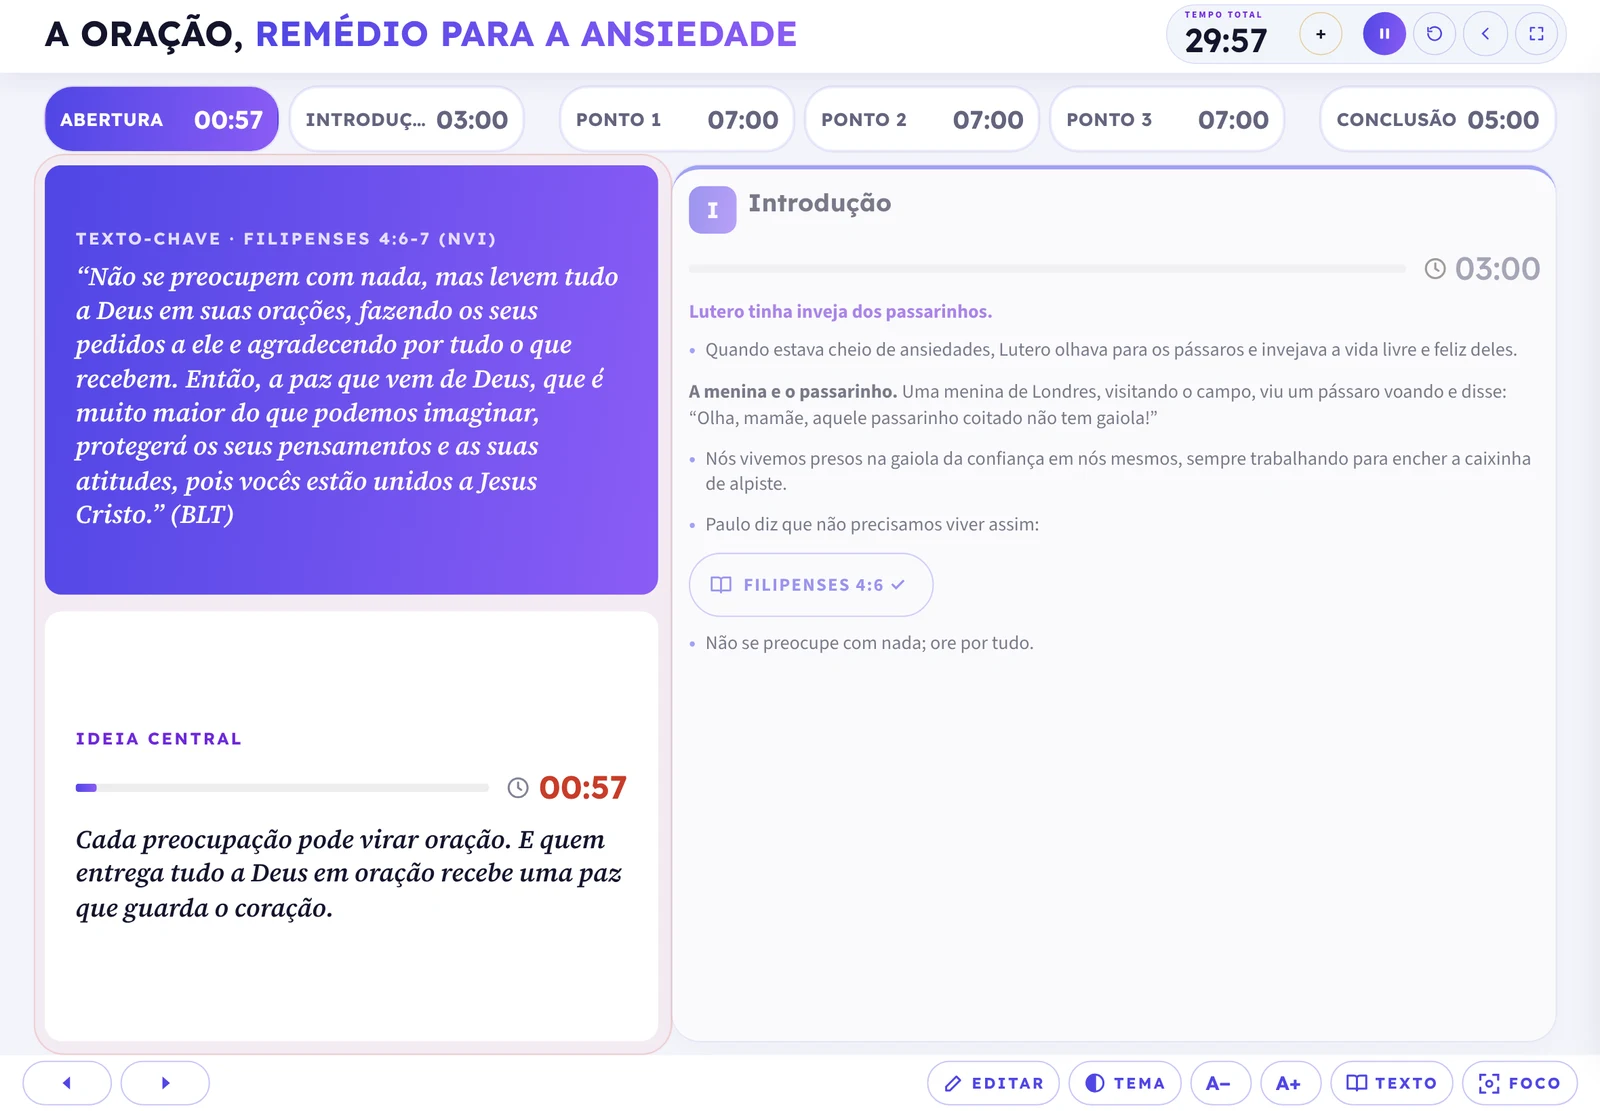 A ORAÇÃO, REMÉDIO PARA A ANSIEDADE
TEMPO TOTAL
29:57
+
ABERTURA 00:57
INTRODUÇ... 03:00
PONTO 1 07:00
PONTO 2 07:00
PONTO 3 07:00
CONCLUSÃO 05:00
TEXTO-CHAVE · FILIPENSES 4:6-7 (NVI)
“Não se preocupem com nada, mas levem tudo
a Deus em suas orações, fazendo os seus
pedidos a ele e agradecendo por tudo o que
recebem. Então, a paz que vem de Deus, que é
muito maior do que podemos imaginar,
protegerá os seus pensamentos e as suas
atitudes, pois vocês estão unidos a Jesus
Cristo.” (BLT)
IDEIA CENTRAL
00:57
Cada preocupação pode virar oração. E quem
entrega tudo a Deus em oração recebe uma paz
que guarda o coração.
I Introdução
03:00
Lutero tinha inveja dos passarinhos.
• Quando estava cheio de ansiedades, Lutero olhava para os pássaros e invejava a vida livre e feliz deles.
A menina e o passarinho. Uma menina de Londres, visitando o campo, viu um pássaro voando e disse:
“Olha, mamãe, aquele passarinho coitado não tem gaiola!”
• Nós vivemos presos na gaiola da confiança em nós mesmos, sempre trabalhando para encher a caixinha
de alpiste.
• Paulo diz que não precisamos viver assim:
FILIPENSES 4:6 ✓
• Não se preocupe com nada; ore por tudo.
EDITAR
TEMA
A−
A+
TEXTO
FOCO